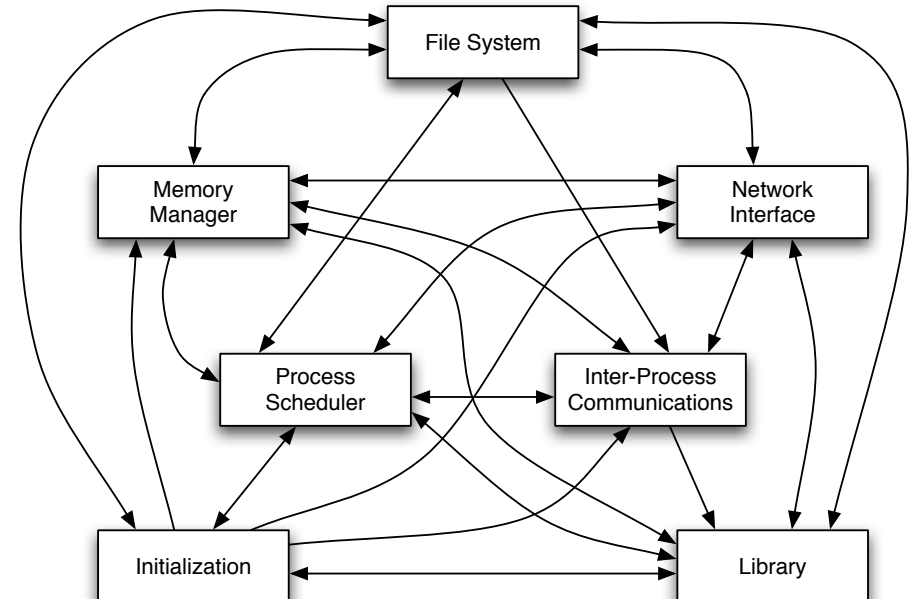 File System
Memory
Manager
Network
Interface
Process
Scheduler
Inter-Process
Communications
Initialization
Library